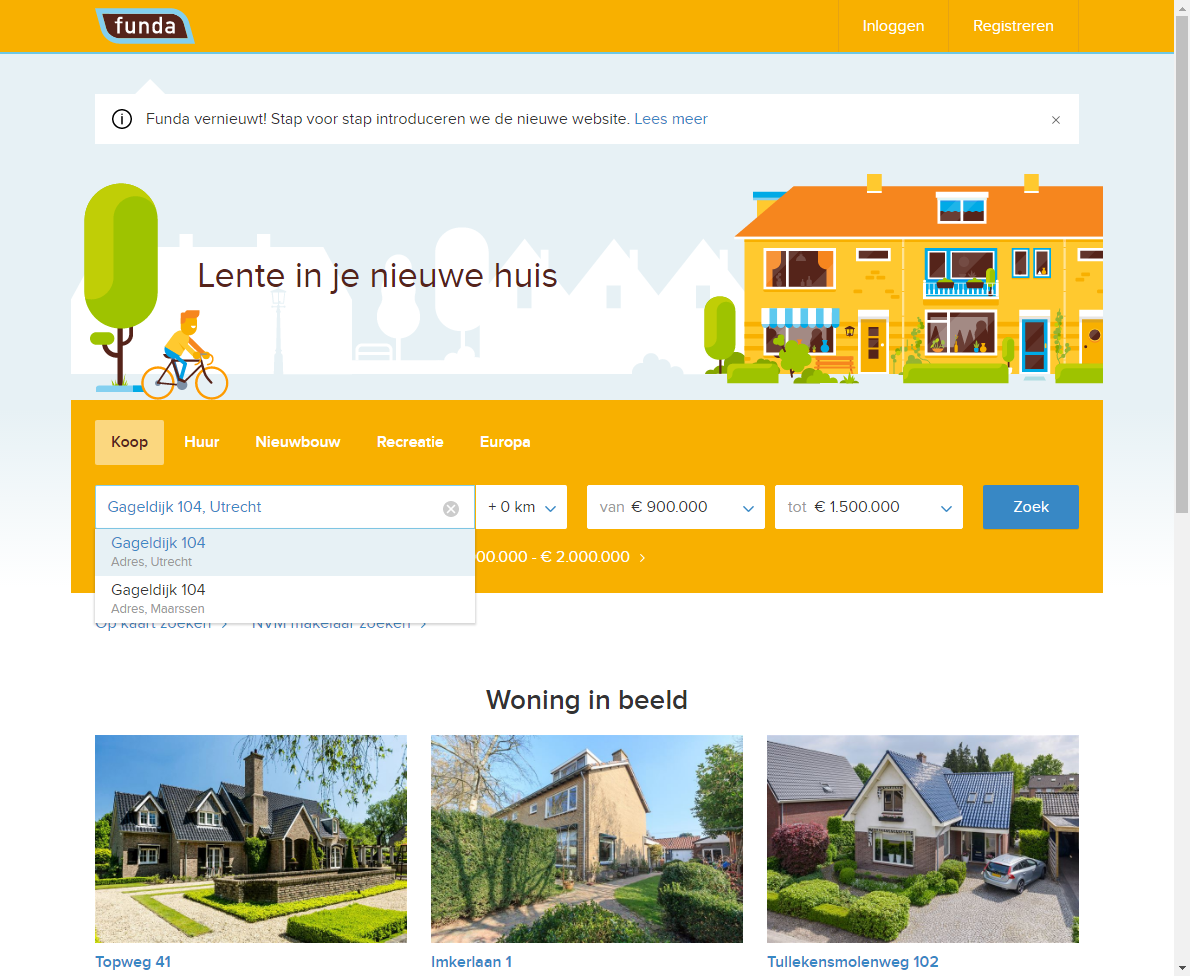 funda
Inloggen
Registreren
Funda vernieuwt! Stap voor stap introduceren we de nieuwe website. Lees meer
Lente in je nieuwe huis
Koop
Huur
Nieuwbouw
Recreatie
Europa
Gageldijk 104, Utrecht
+ 0 km
van € 900.000
tot € 1.500.000
Zoek
Gageldijk 104
Adres, Utrecht
00.000 - € 2.000.000
Gageldijk 104
Adres, Maarssen
Op kaart zoeken
NVM makelaar zoeken
Woning in beeld
Topweg 41
Imkerlaan 1
Tullekensmolenweg 102